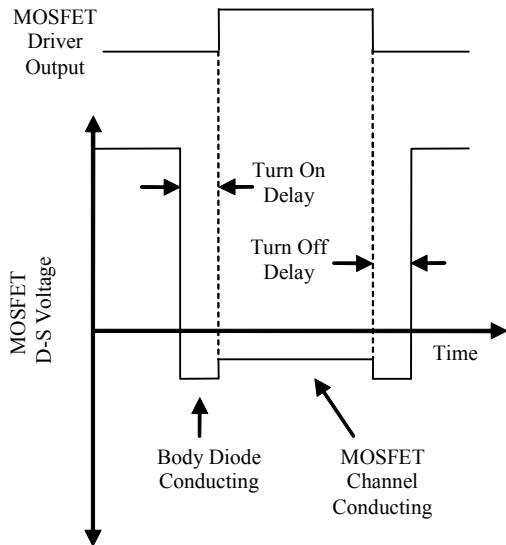 MOSFET
Driver
Output
Turn On
Delay
Turn Off
Delay
MOSFET
D-S Voltage
Time
Body Diode
Conducting
MOSFET
Channel
Conducting